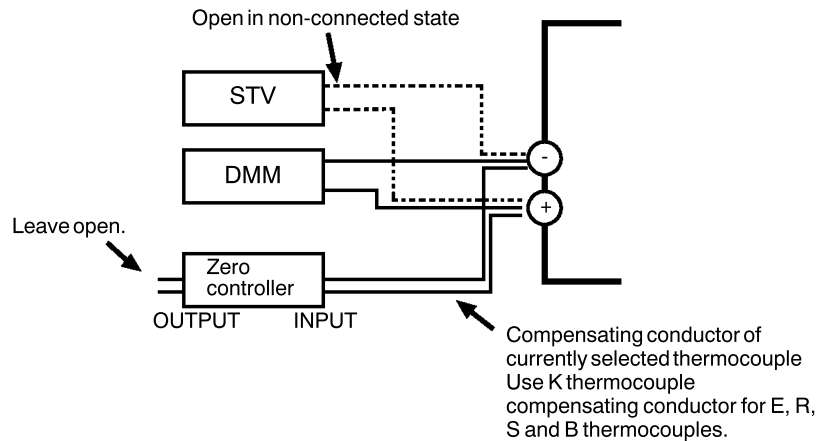 Open in non-connected state
STV
-
DMM
+
Leave open.
Zero
controller
OUTPUT
INPUT
Compensating conductor of
currently selected thermocouple
Use K thermocouple
compensating conductor for E, R,
S and B thermocouples.